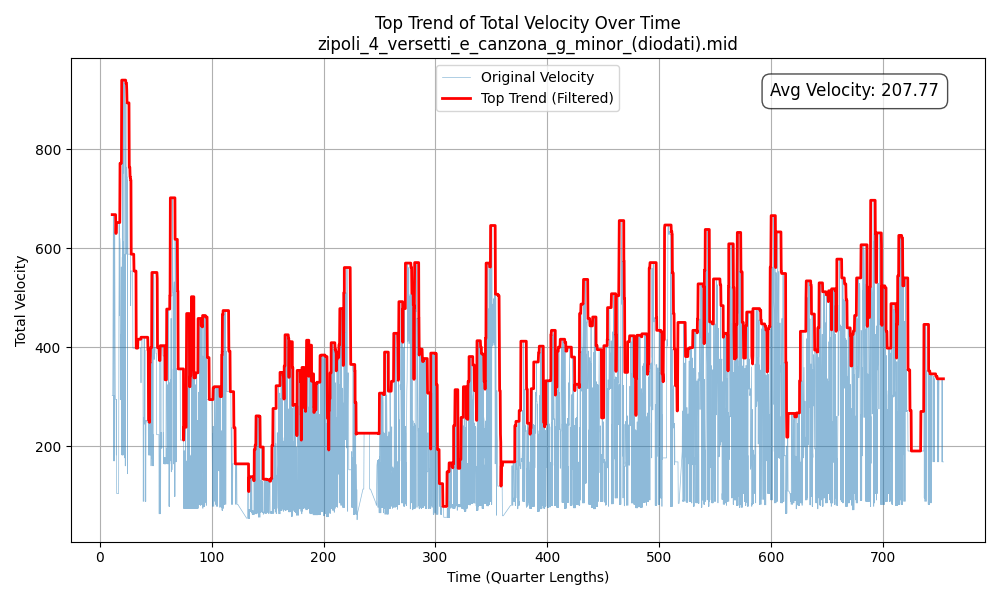 Top Trend of Total Velocity Over Time
zipoli_4_versetti_e_canzona_g_minor_(diodati).mid
Original Velocity
Top Trend (Filtered)
Avg Velocity: 207.77
Total Velocity
800
600
400
200
0 100 200 300 400 500 600 700
Time (Quarter Lengths)